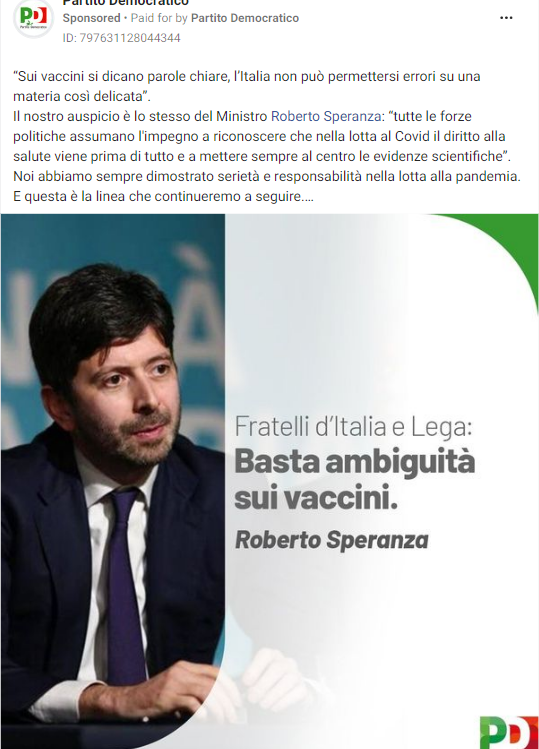 Partito Democratico
Sponsored • Paid for by Partito Democratico
ID: 797631128044344
“Sui vaccini si dicano parole chiare, l’Italia non può permettersi errori su una
materia così delicata”.
Il nostro auspicio è lo stesso del Ministro Roberto Speranza: “tutte le forze
politiche assumano l'impegno a riconoscere che nella lotta al Covid il diritto alla
salute viene prima di tutto e a mettere sempre al centro le evidenze scientifiche”.
Noi abbiamo sempre dimostrato serietà e responsabilità nella lotta alla pandemia.
E questa è la linea che continueremo a seguire....
Fratelli d’Italia e Lega:
Basta ambiguità
sui vaccini.
Roberto Speranza
PD